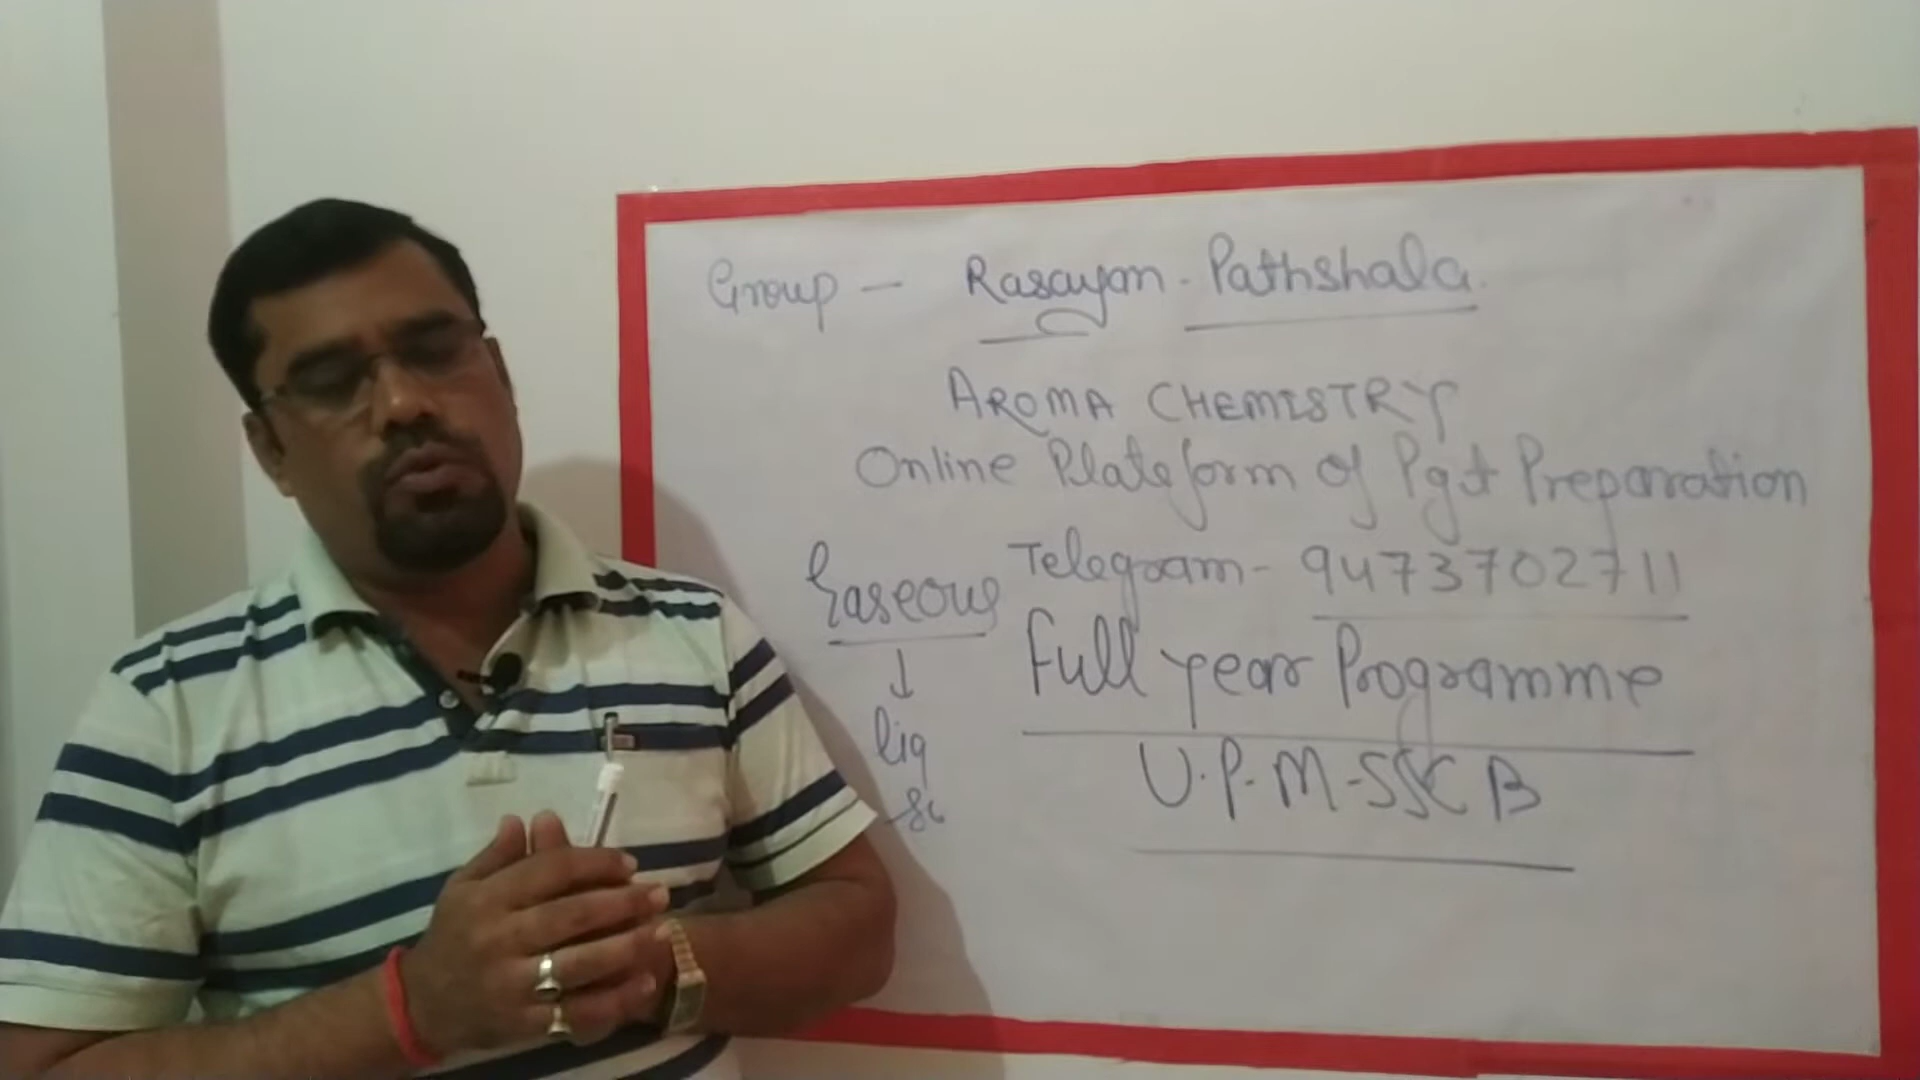 Group - Rasayan - Pathshala.
AROMA CHEMISTRY
Online Plateform of Pgt Preparation
Telegram - 9473702711
Full year Programme
U.P.M-SSCB
Gaseous
↓
liq